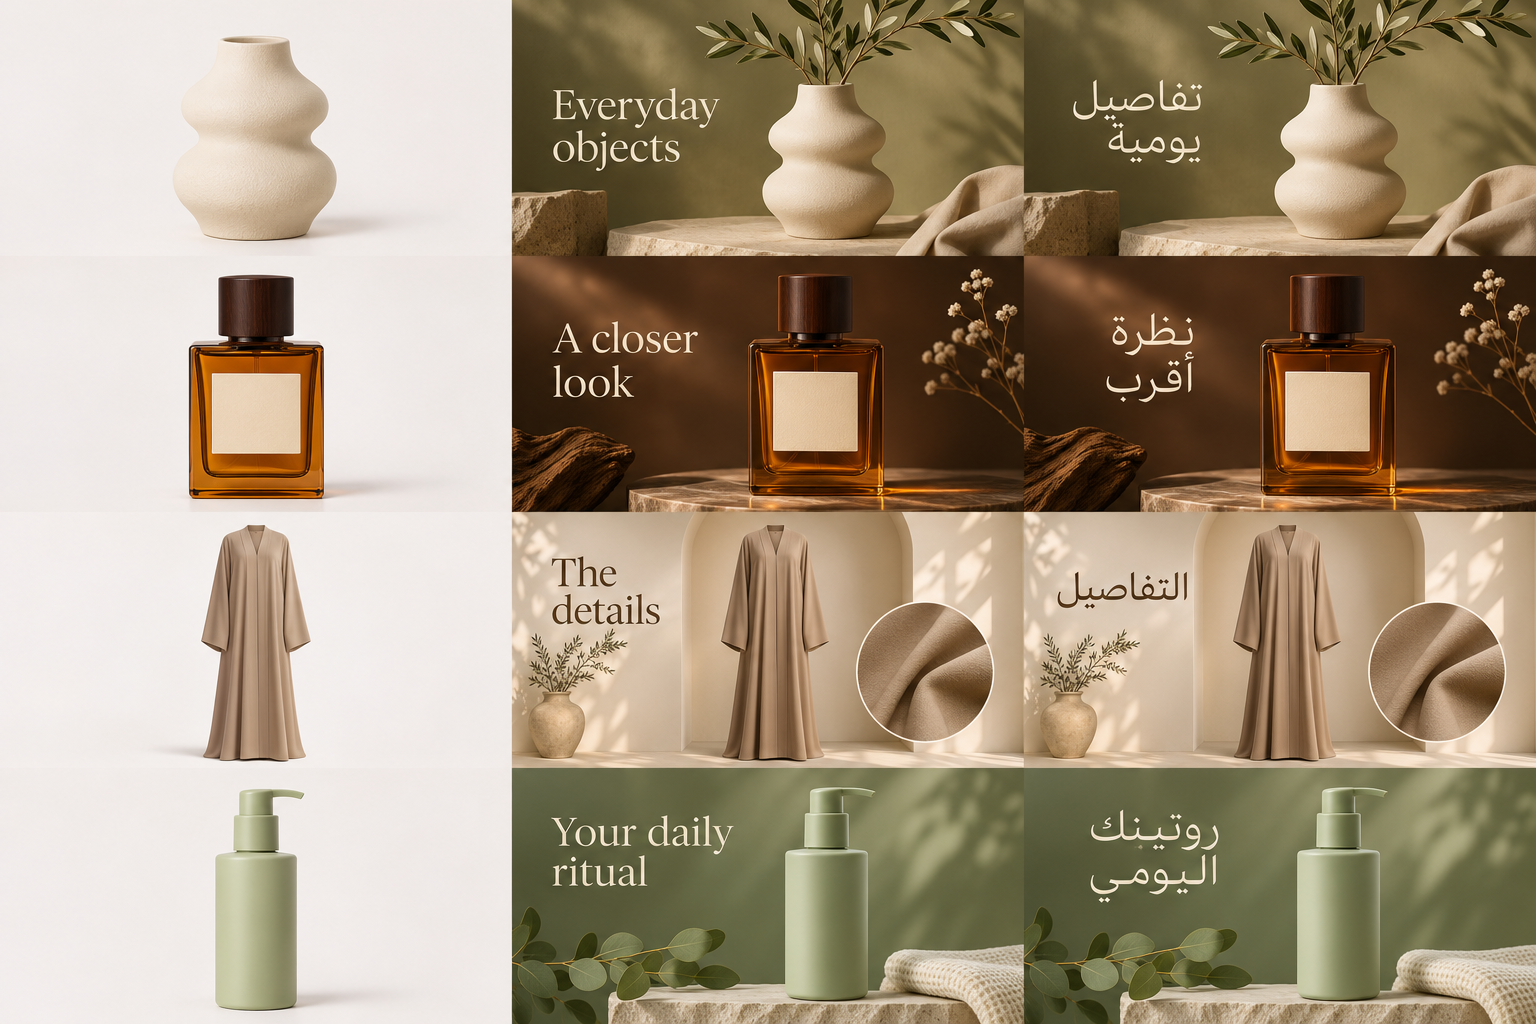 Everyday
objects
تفاصيل
يومية
A closer
look
نظرة
أقرب
The
details
التفاصيل
Your daily
ritual
روتينك
اليومي